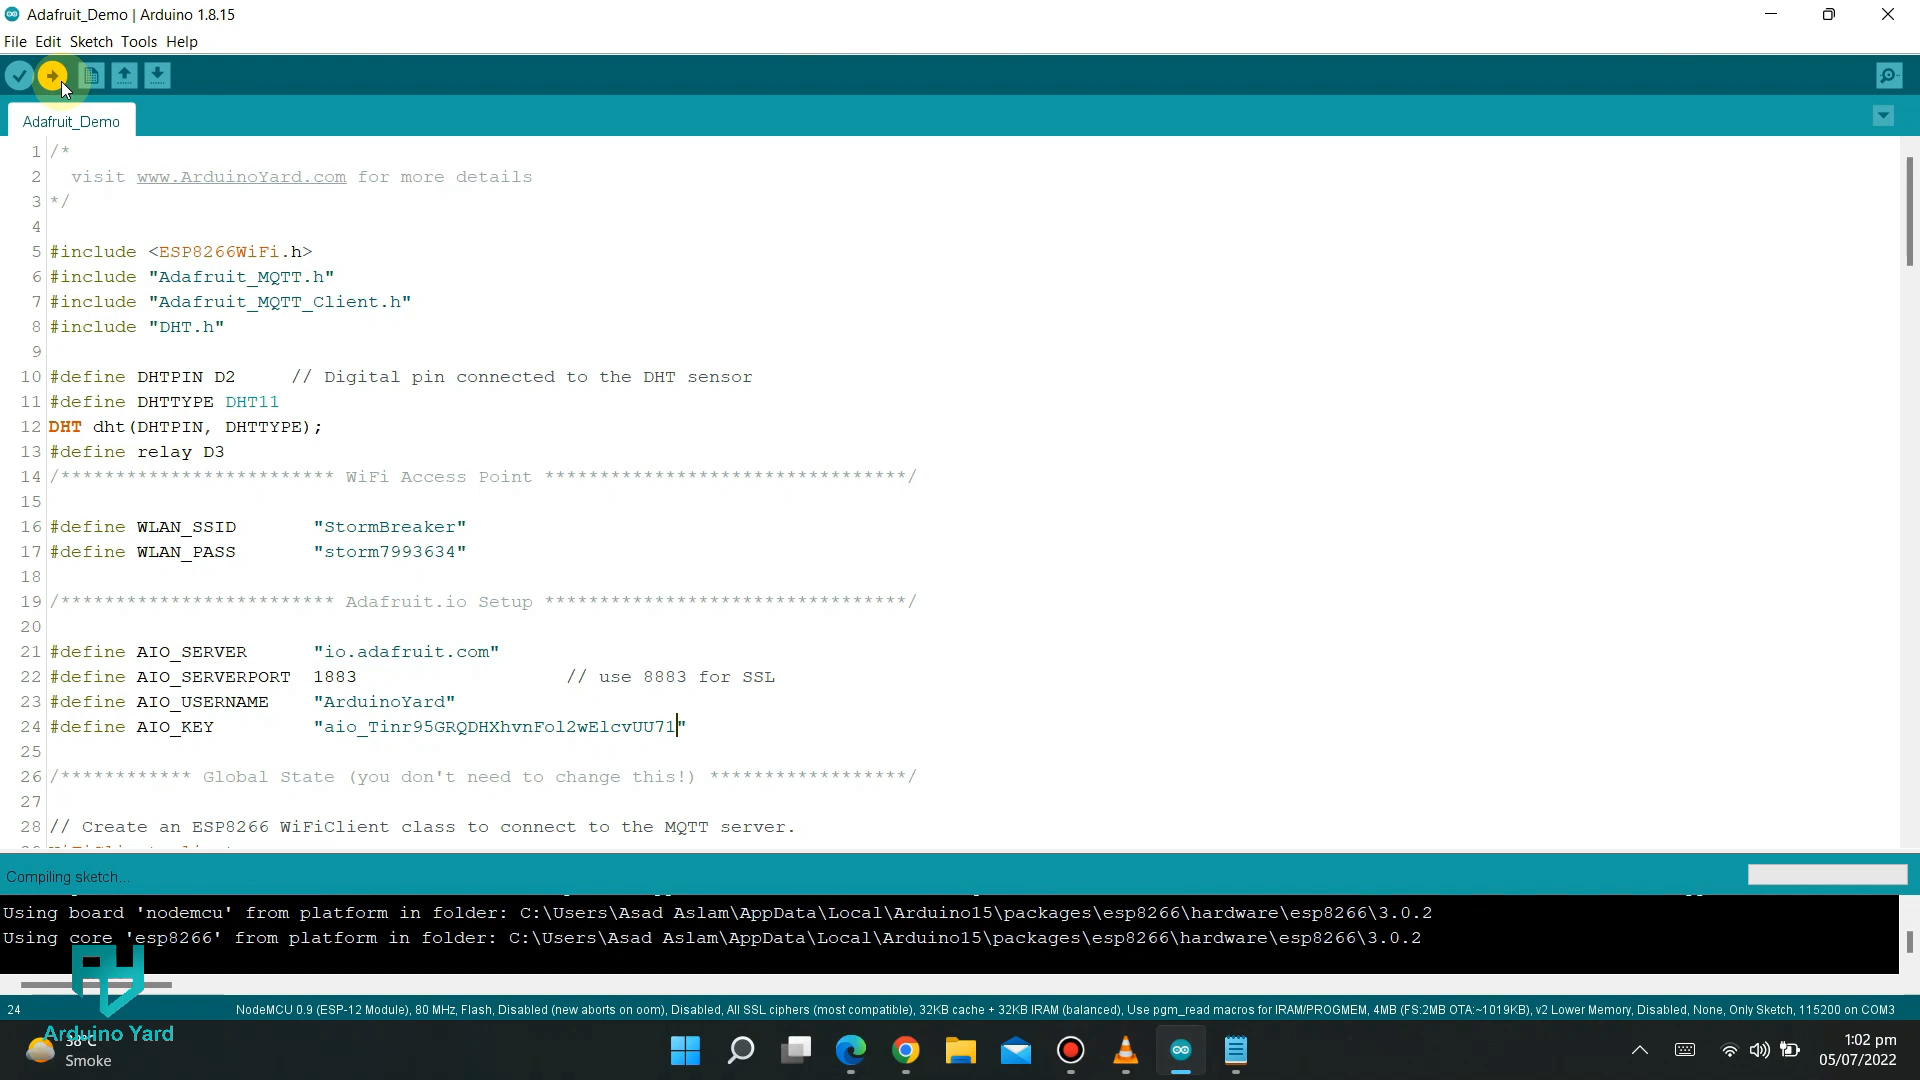 Adafruit_Demo | Arduino 1.8.15
File Edit Sketch Tools Help
Adafruit_Demo
1 /*
2 visit www.ArduinoYard.com for more details
3 */
4
5 #include <ESP8266WiFi.h>
6 #include "Adafruit_MQTT.h"
7 #include "Adafruit_MQTT_Client.h"
8 #include "DHT.h"
9
10 #define DHTPIN D2 // Digital pin connected to the DHT sensor
11 #define DHTTYPE DHT11
12 DHT dht(DHTPIN, DHTTYPE);
13 #define relay D3
14 /************************* WiFi Access Point *********************************/
15
16 #define WLAN_SSID "StormBreaker"
17 #define WLAN_PASS "storm7993634"
18
19 /************************* Adafruit.io Setup *********************************/
20
21 #define AIO_SERVER "io.adafruit.com"
22 #define AIO_SERVERPORT 1883 // use 8883 for SSL
23 #define AIO_USERNAME "ArduinoYard"
24 #define AIO_KEY "aio_Tinr95GRQDHXhvnFol2wElcvUU71"
25
26 /************ Global State (you don't need to change this!) ******************/
27
28 // Create an ESP8266 WiFiClient class to connect to the MQTT server.
Compiling sketch...
Using board 'nodemcu' from platform in folder: C:\Users\Asad Aslam\AppData\Local\Arduino15\packages\esp8266\hardware\esp8266\3.0.2
Using core 'esp8266' from platform in folder: C:\Users\Asad Aslam\AppData\Local\Arduino15\packages\esp8266\hardware\esp8266\3.0.2
24 NodeMCU 0.9 (ESP-12 Module), 80 MHz, Flash, Disabled (new aborts on oom), Disabled, All SSL ciphers (most compatible), 32KB cache + 32KB IRAM (balanced), Use pgm_read macros for IRAM/PROGMEM, 4MB (FS:2MB OTA:~1019KB), v2 Lower Memory, Disabled, None, Only Sketch, 115200 on COM3
Arduino Yard
38°C
Smoke
1:02 pm
05/07/2022